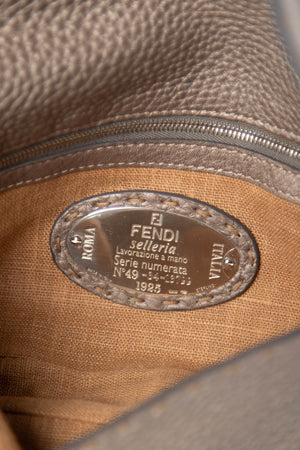 FENDI
selleria
Lavorazione a mano
Serie numerata
N°49
1925
ROMA
ITALIA